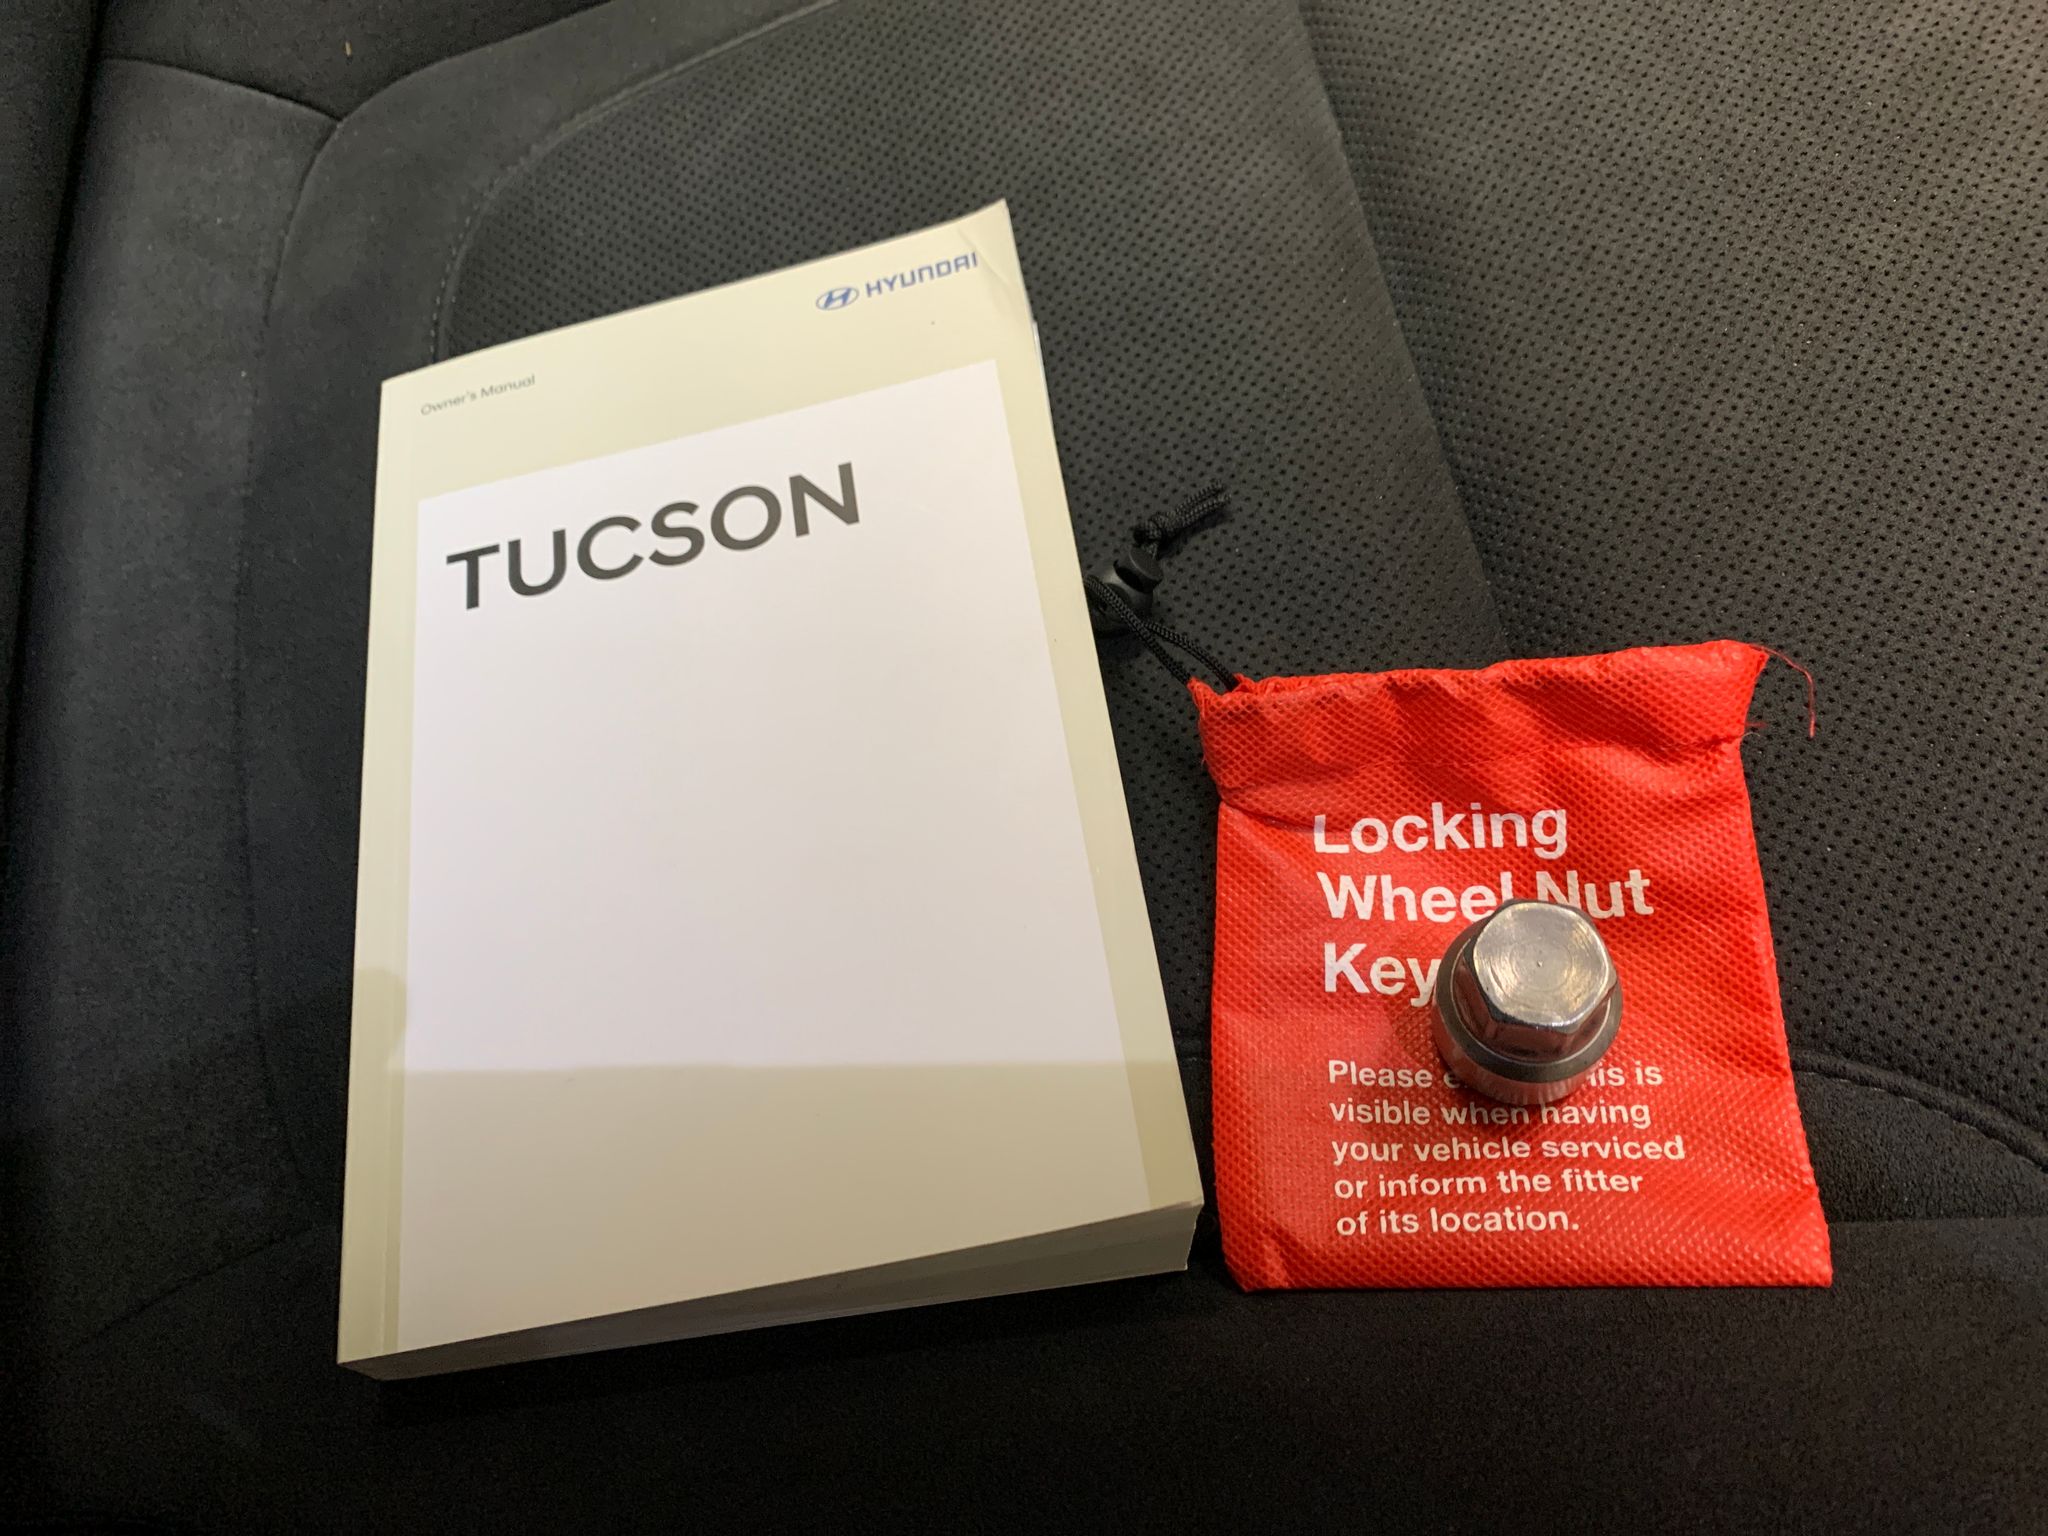 HYUNDAI
Owner's Manual
TUCSON
Locking
Wheel Nut
Key
Please is
visible when having
your vehicle serviced
or inform the fitter
of its location.